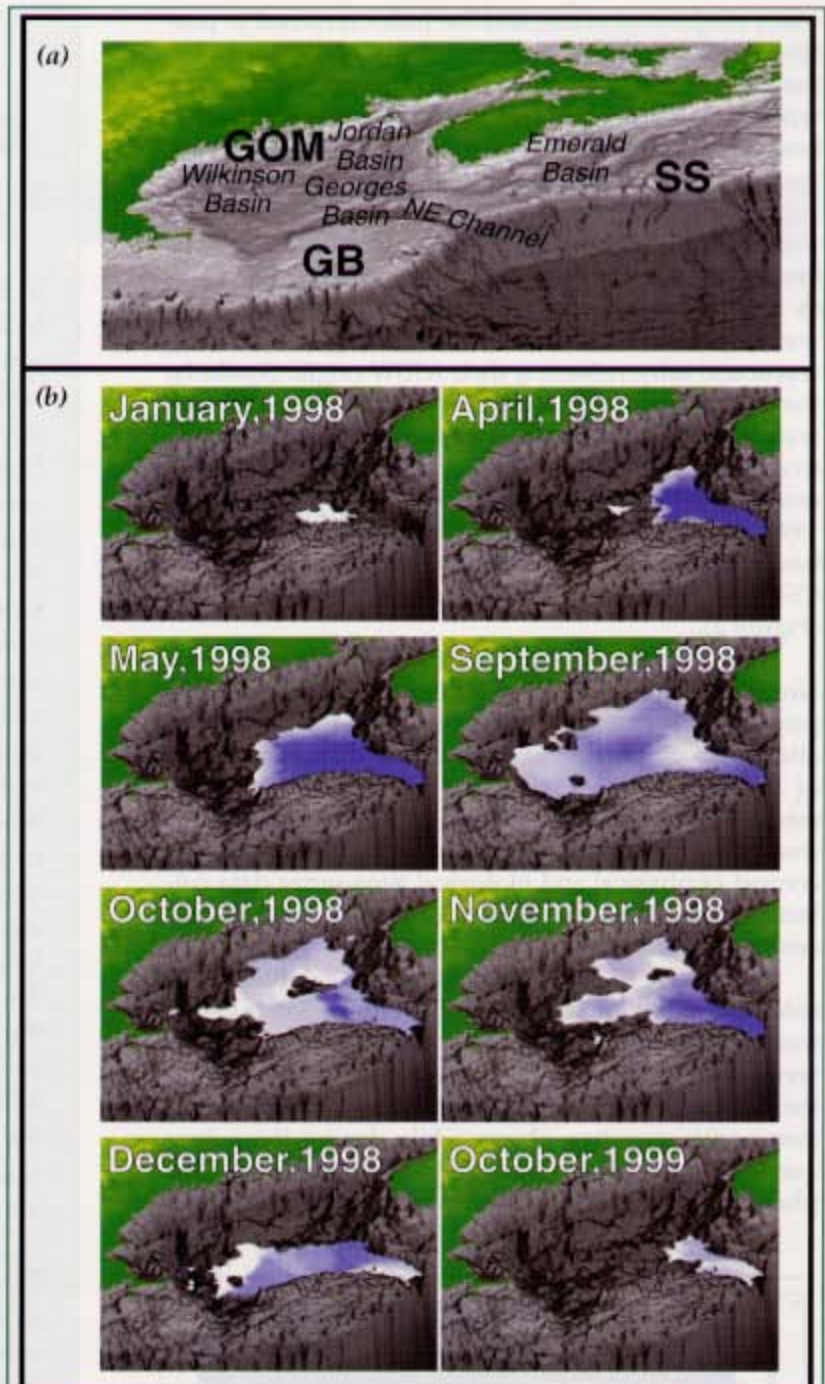 (a)
GOM
Jordan
Basin
Wilkinson
Basin
Georges
Basin
NE Channel
Emerald
Basin
SS
GB
(b)
January,1998
April,1998
May,1998
September,1998
October,1998
November,1998
December,1998
October,1999